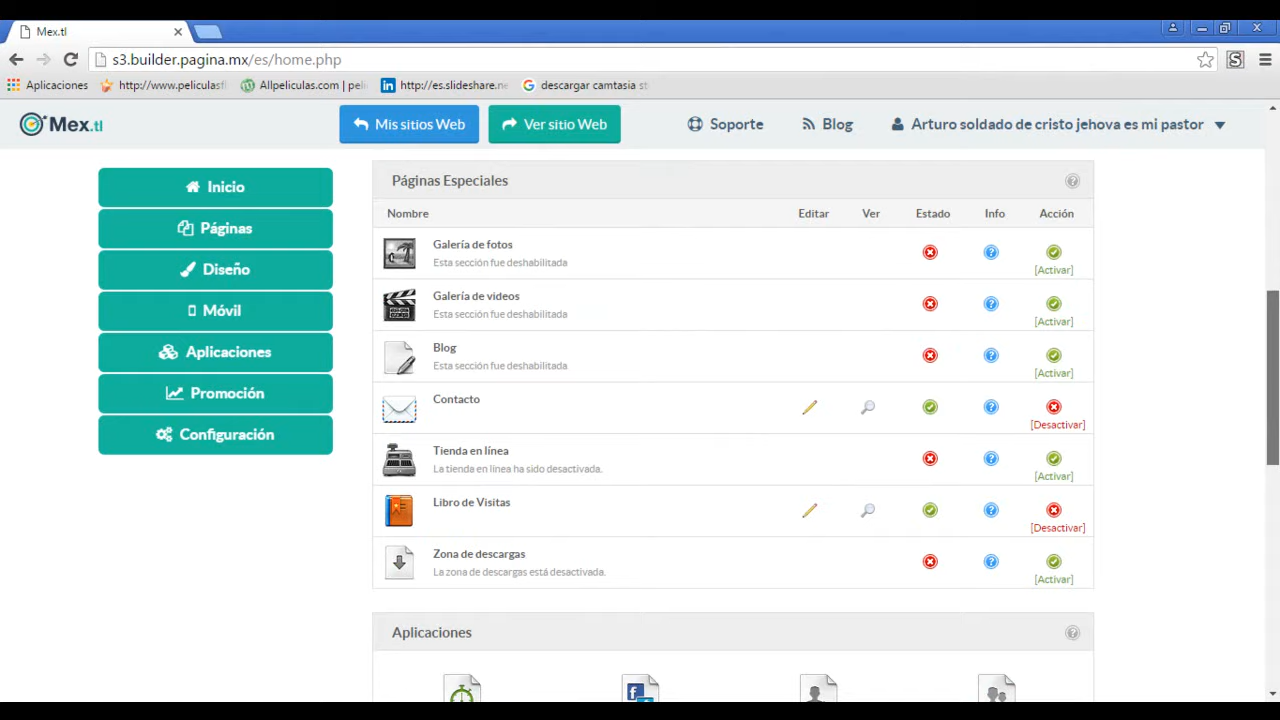 Mex.tl
s3.builder.pagina.mx/es/home.php
Aplicaciones http://www.peliculasfl Allpeliculas.com | peli http://es.slideshare.ne descargar camtasia st
Mex.tl Mis sitios Web Ver sitio Web Soporte Blog Arturo soldado de cristo jehova es mi pastor
Inicio
Páginas
Diseño
Móvil
Aplicaciones
Promoción
Configuración
Páginas Especiales
Nombre Editar Ver Estado Info Acción
Galería de fotos
Esta sección fue deshabilitada
[Activar]
Galería de videos
Esta sección fue deshabilitada
[Activar]
Blog
Esta sección fue deshabilitada
[Activar]
Contacto
[Desactivar]
Tienda en línea
La tienda en línea ha sido desactivada.
[Activar]
Libro de Visitas
[Desactivar]
Zona de descargas
La zona de descargas está desactivada.
[Activar]
Aplicaciones